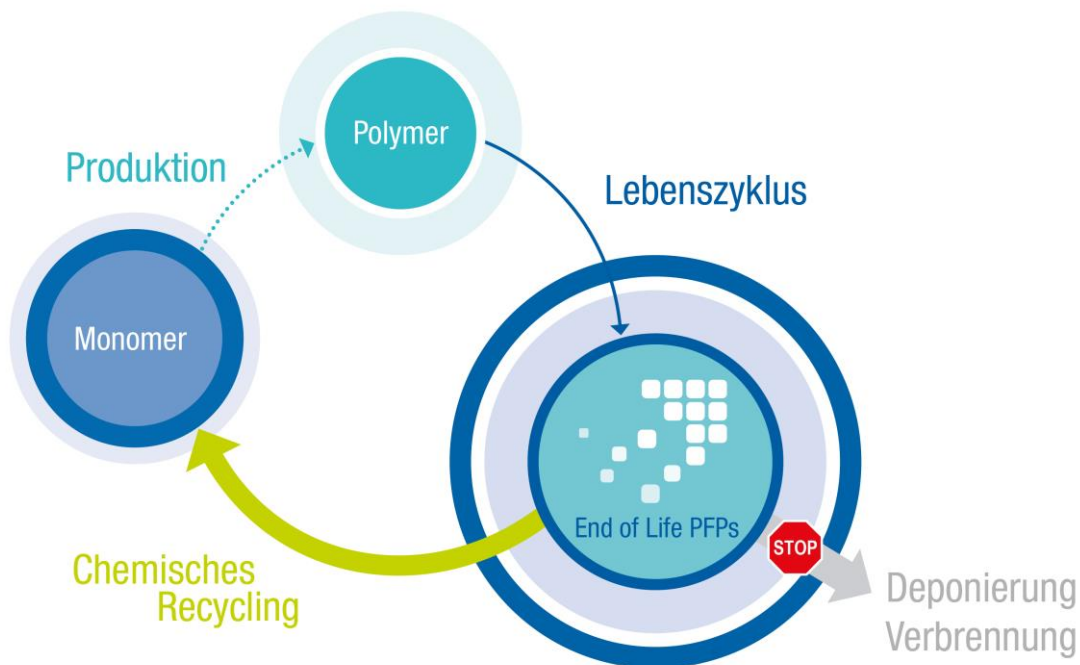 Polymer
Produktion
Lebenszyklus
Monomer
End of Life PFPs
STOP
Chemisches
Recycling
Deponierung
Verbrennung